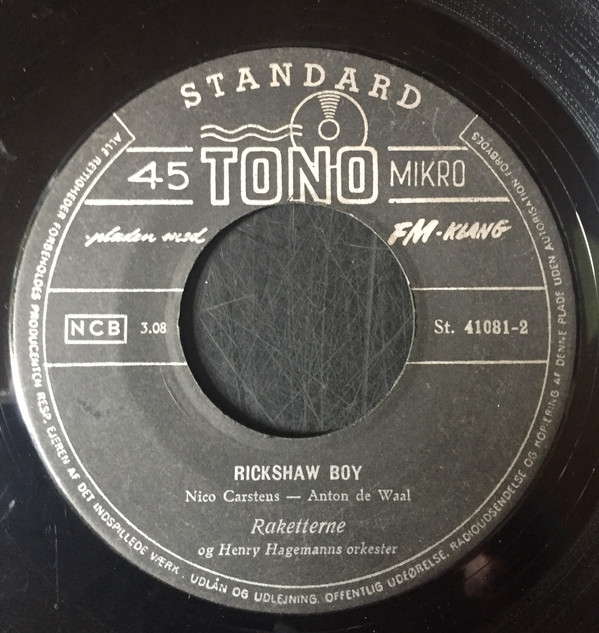 STANDARD
45 TONO MIKRO
-pladen med FM-KLANG
NCB 3.08 St. 41081-2
RICKSHAW BOY
Nico Carstens — Anton de Waal
Raketterne
og Henry Hagemanns orkester
ALLE RETTIGHEDER FORBEHOLDES PRODUCENTEN RESP. EJEREN AF DET INDSPILLEDE VÆRK. UDLÅN OG UDLEJNING, OFFENTLIG UDFØRELSE, RADIOUDSENDELSE OG KOPIERING AF DENNE PLADE UDEN AUTORISATION FORBYDES